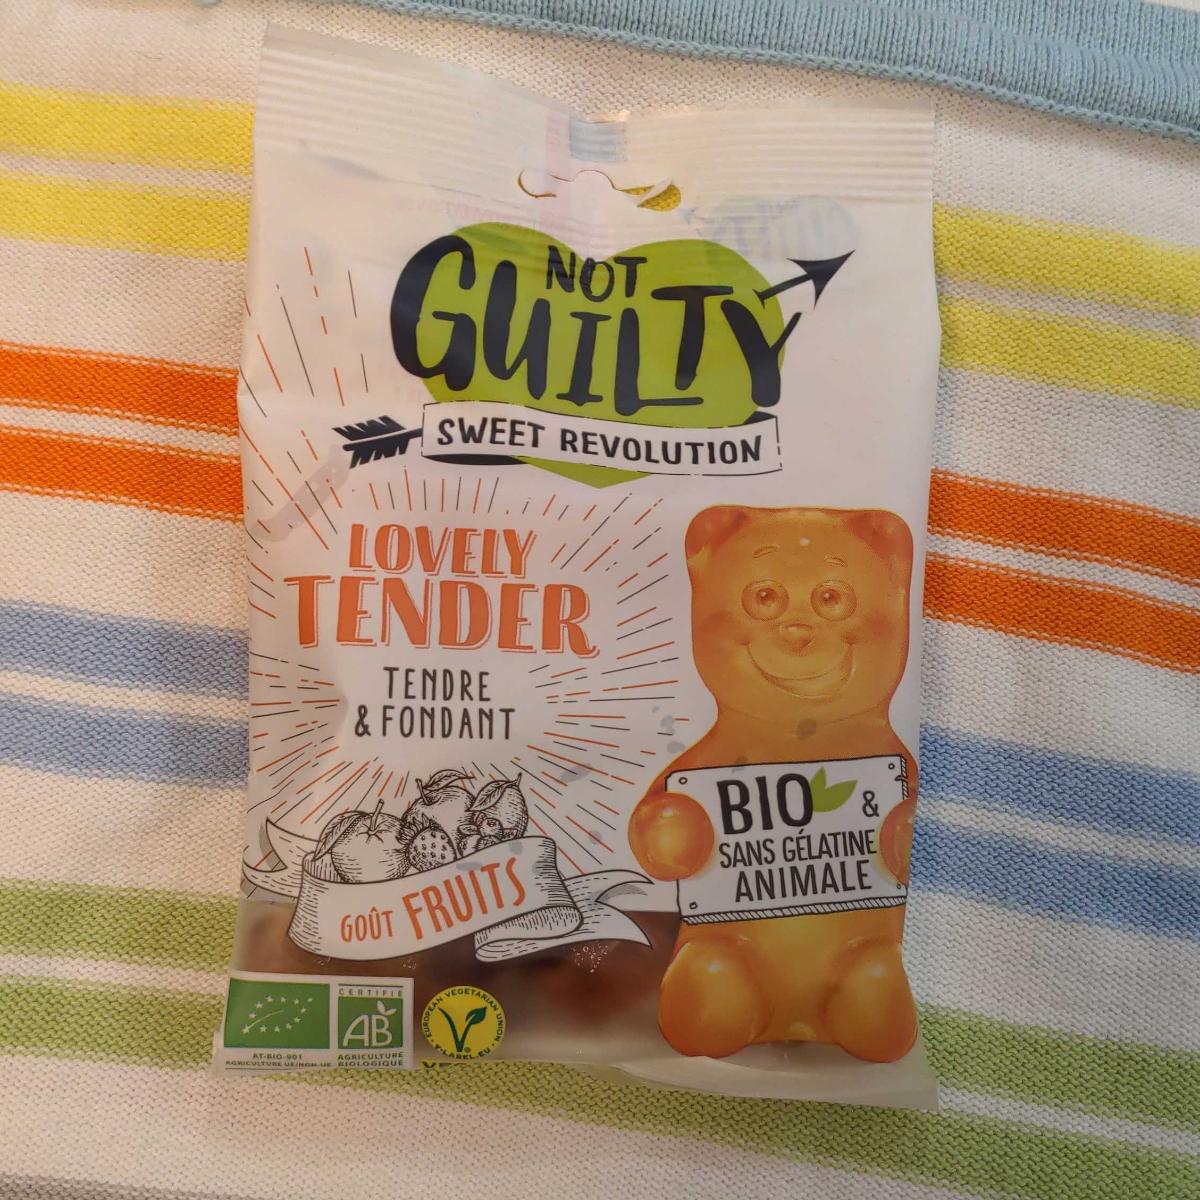 NOT
GUILTY
SWEET REVOLUTION
LOVELY
TENDER
TENDRE
& FONDANT
GOÛT FRUITS
BIO &
SANS GÉLATINE
ANIMALE
CERTIFIÉ
AB
AT-BIO-901
AGRICULTURE UE/NON-UE
AGRICULTURE
BIOLOGIQUE
EUROPEAN VEGETARIAN UNION
V-LABEL.EU